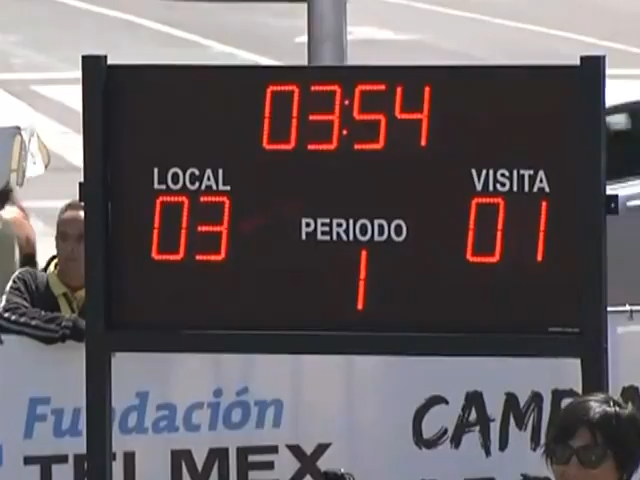 03:54
LOCAL VISITA
03 PERIODO 01
1
Fundación
TELMEX